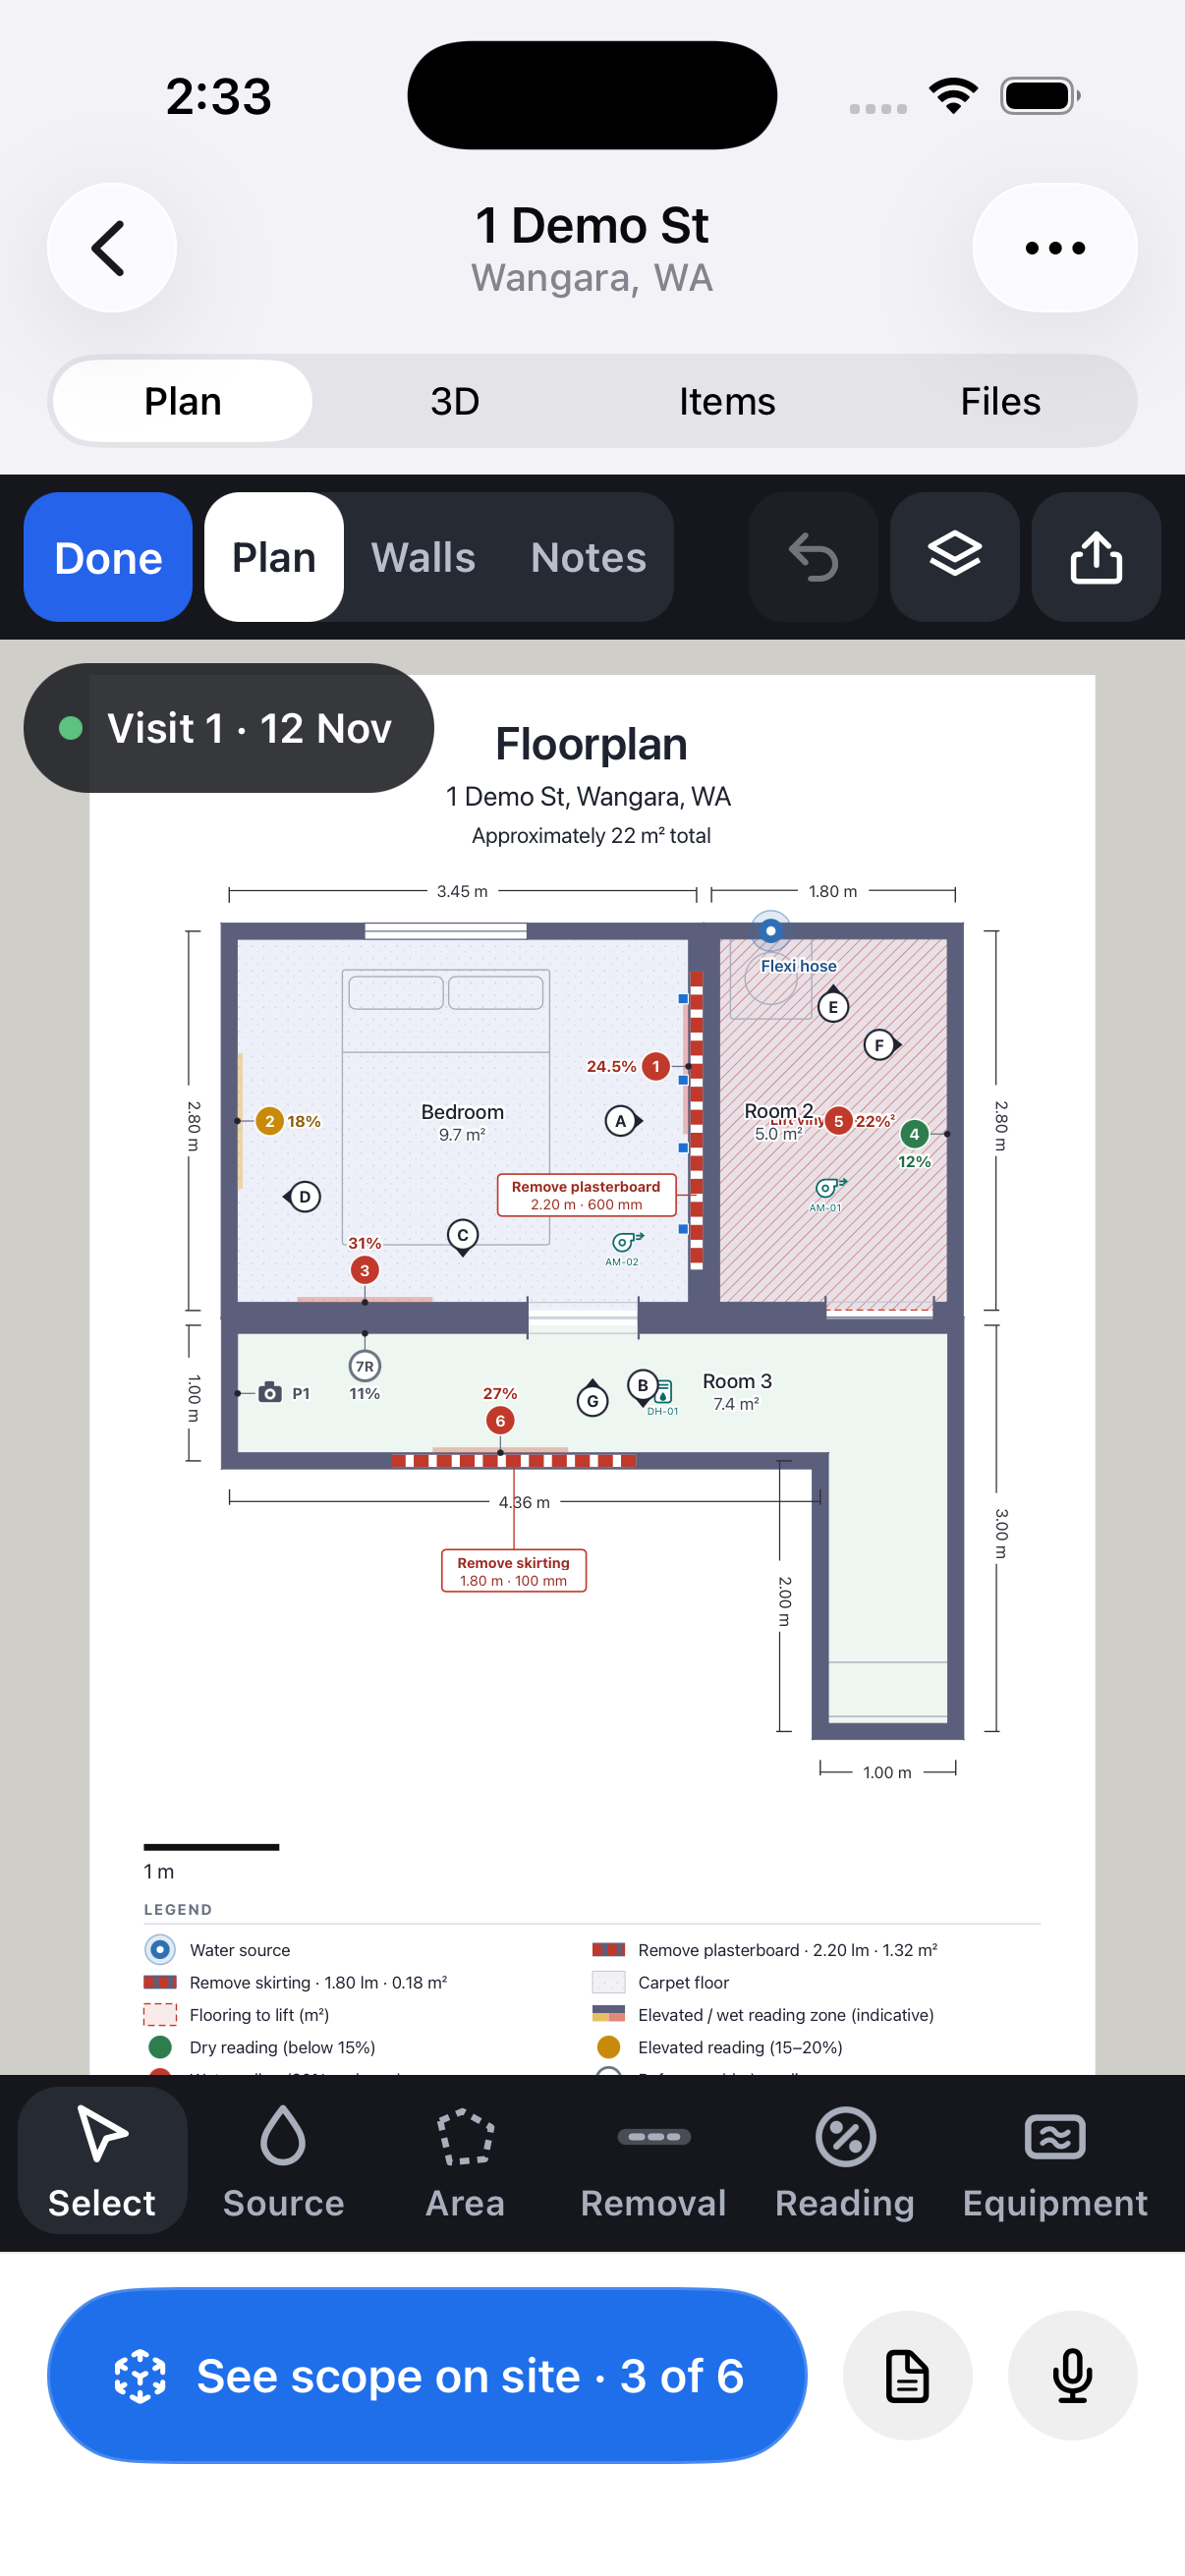 2:33
1 Demo St
Wangara, WA
Plan
3D
Items
Files
Done
Plan
Walls
Notes
Visit 1 · 12 Nov
Floorplan
1 Demo St, Wangara, WA
Approximately 22 m² total
3.45 m
1.80 m
Flexi hose
E
F
24.5%
1
2.80 m
2
18%
Bedroom
9.7 m²
A
Room 2
5.0 m²
Lift
5
22%
4
12%
2.80 m
D
Remove plasterboard
2.20 m · 600 mm
AM-01
C
31%
3
AM-02
1.00 m
P1
7R
11%
27%
6
G
B
DH-01
Room 3
7.4 m²
4.36 m
3.00 m
Remove skirting
1.80 m · 100 mm
2.00 m
1.00 m
1 m
LEGEND
Water source
Remove plasterboard · 2.20 lm · 1.32 m²
Remove skirting · 1.80 lm · 0.18 m²
Carpet floor
Flooring to lift (m²)
Elevated / wet reading zone (indicative)
Dry reading (below 15%)
Elevated reading (15–20%)
Select
Source
Area
Removal
Reading
Equipment
See scope on site · 3 of 6